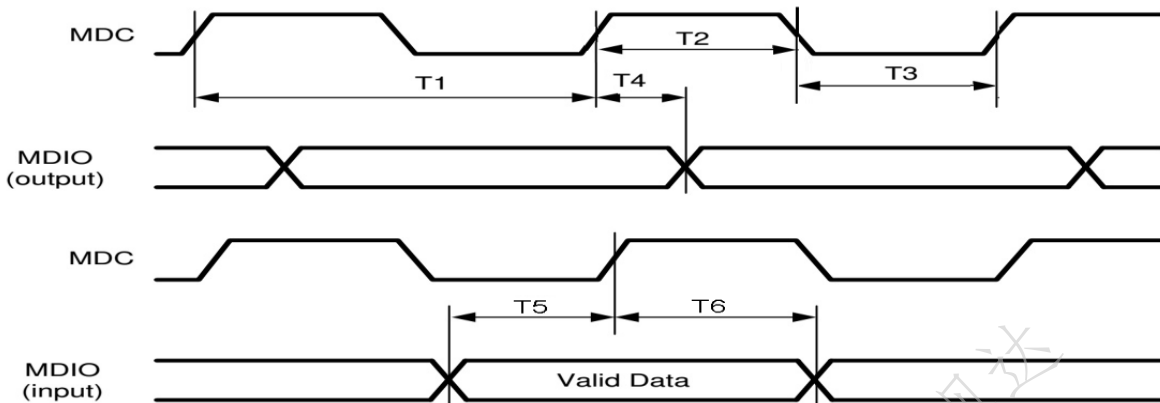 MDC
T1
T2
T3
T4
MDIO
(output)
MDC
T5
T6
MDIO
(input)
Valid Data